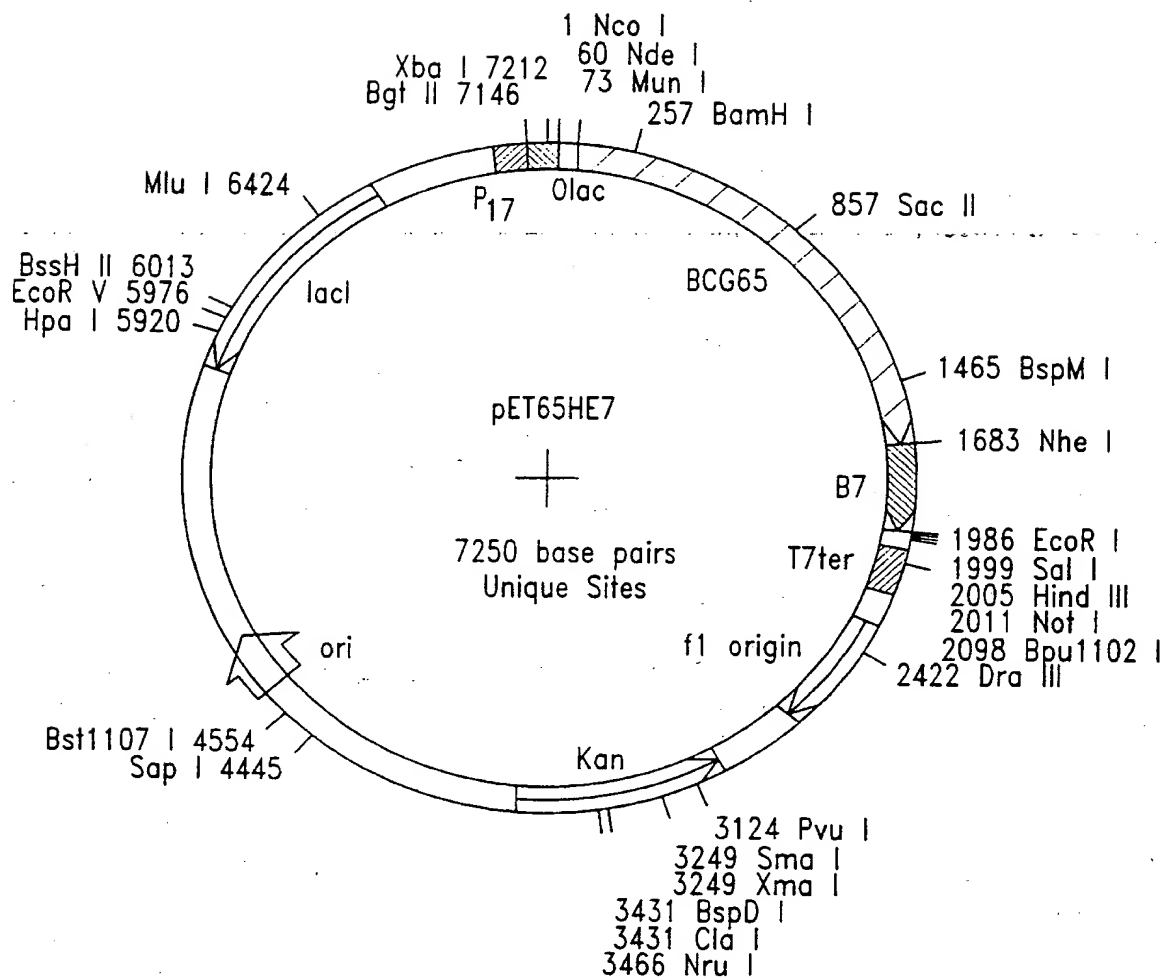 1 Nco I
60 Nde I
73 Mun I
257 BamH I
Xba I 7212
Bgt II 7146
Mlu I 6424
P17
Olac
857 Sac II
BssH II 6013
EcoR V 5976
Hpa I 5920
lacI
BCG65
1465 BspM I
pET65HE7
1683 Nhe I
B7
7250 base pairs
Unique Sites
T7ter
1986 EcoR I
1999 Sal I
2005 Hind III
2011 Not I
2098 Bpu1102 I
2422 Dra III
f1 origin
ori
Bst1107 I 4554
Sap I 4445
Kan
3124 Pvu I
3249 Sma I
3249 Xma I
3431 BspD I
3431 Cla I
3466 Nru I